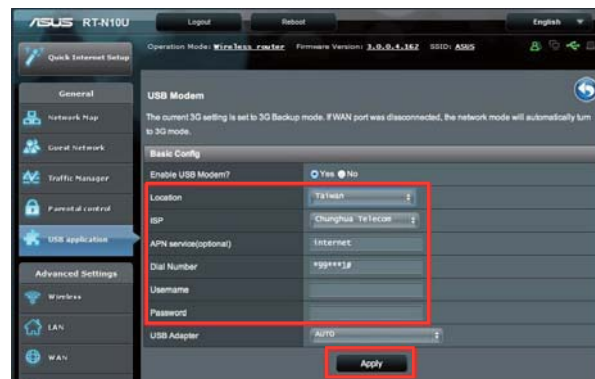 ASUS RT-N10U
Logout
Reboot
English
Quick Internet Setup
Operation Mode: Wireless router Firmware Version: 3.0.0.4.162 SSID: ASUS
General
Network Map
Guest Network
Traffic Manager
Parental control
USB application
Advanced Settings
Wireless
LAN
WAN
USB Modem
The current 3G setting is set to 3G Backup mode. If WAN port was disconnected, the network mode will automatically turn
to 3G mode.
Basic Config
Enable USB Modem? Yes No
Location Taiwan
ISP Chunghua Telecom
APN service(optional) internet
Dial Number *99***1#
Username
Password
USB Adapter AUTO
Apply